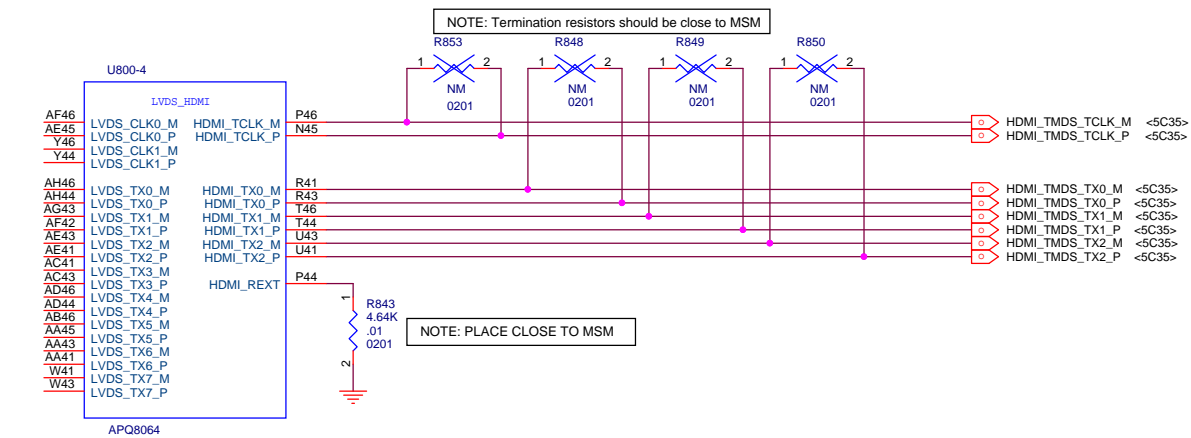 NOTE: Termination resistors should be close to MSM
R853 R848 R849 R850
1 2 1 2 1 2 1 2
NM NM NM NM
0201 0201 0201 0201
U800-4
LVDS_HDMI
AF46 LVDS_CLK0_M HDMI_TCLK_M P46 HDMI_TMDS_TCLK_M <5C35>
AE45 LVDS_CLK0_P HDMI_TCLK_P N45 HDMI_TMDS_TCLK_P <5C35>
Y46 LVDS_CLK1_M
Y44 LVDS_CLK1_P
AH46 LVDS_TX0_M HDMI_TX0_M R41 HDMI_TMDS_TX0_M <5C35>
AH44 LVDS_TX0_P HDMI_TX0_P R43 HDMI_TMDS_TX0_P <5C35>
AG43 LVDS_TX1_M HDMI_TX1_M T46 HDMI_TMDS_TX1_M <5C35>
AF42 LVDS_TX1_P HDMI_TX1_P T44 HDMI_TMDS_TX1_P <5C35>
AE43 LVDS_TX2_M HDMI_TX2_M U43 HDMI_TMDS_TX2_M <5C35>
AE41 LVDS_TX2_P HDMI_TX2_P U41 HDMI_TMDS_TX2_P <5C35>
AC41 LVDS_TX3_M
AC43 LVDS_TX3_P HDMI_REXT P44
AD46 LVDS_TX4_M
AD44 LVDS_TX4_P
AB46 LVDS_TX5_M
AA45 LVDS_TX5_P
AA43 LVDS_TX6_M
AA41 LVDS_TX6_P
W41 LVDS_TX7_M
W43 LVDS_TX7_P
1
R843
4.64K
.01
0201
2
NOTE: PLACE CLOSE TO MSM
APQ8064